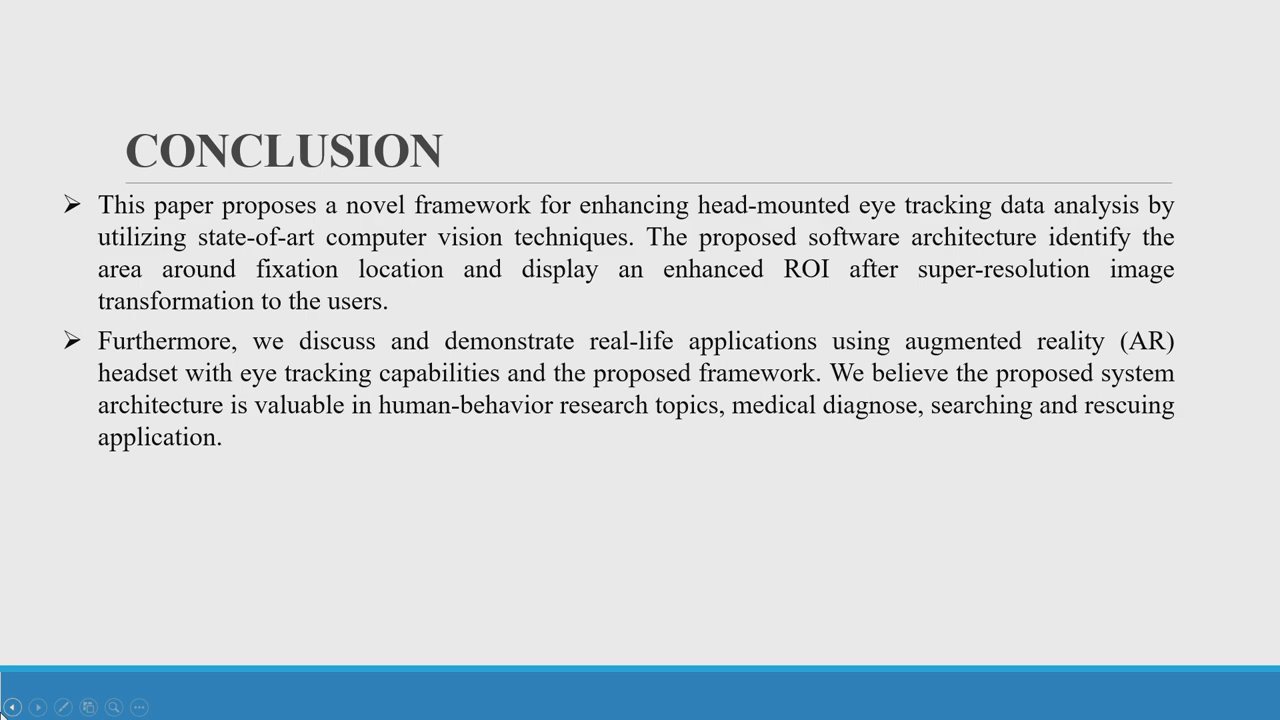 CONCLUSION
This paper proposes a novel framework for enhancing head-mounted eye tracking data analysis by
utilizing state-of-art computer vision techniques. The proposed software architecture identify the
area around fixation location and display an enhanced ROI after super-resolution image
transformation to the users.
Furthermore, we discuss and demonstrate real-life applications using augmented reality (AR)
headset with eye tracking capabilities and the proposed framework. We believe the proposed system
architecture is valuable in human-behavior research topics, medical diagnose, searching and rescuing
application.